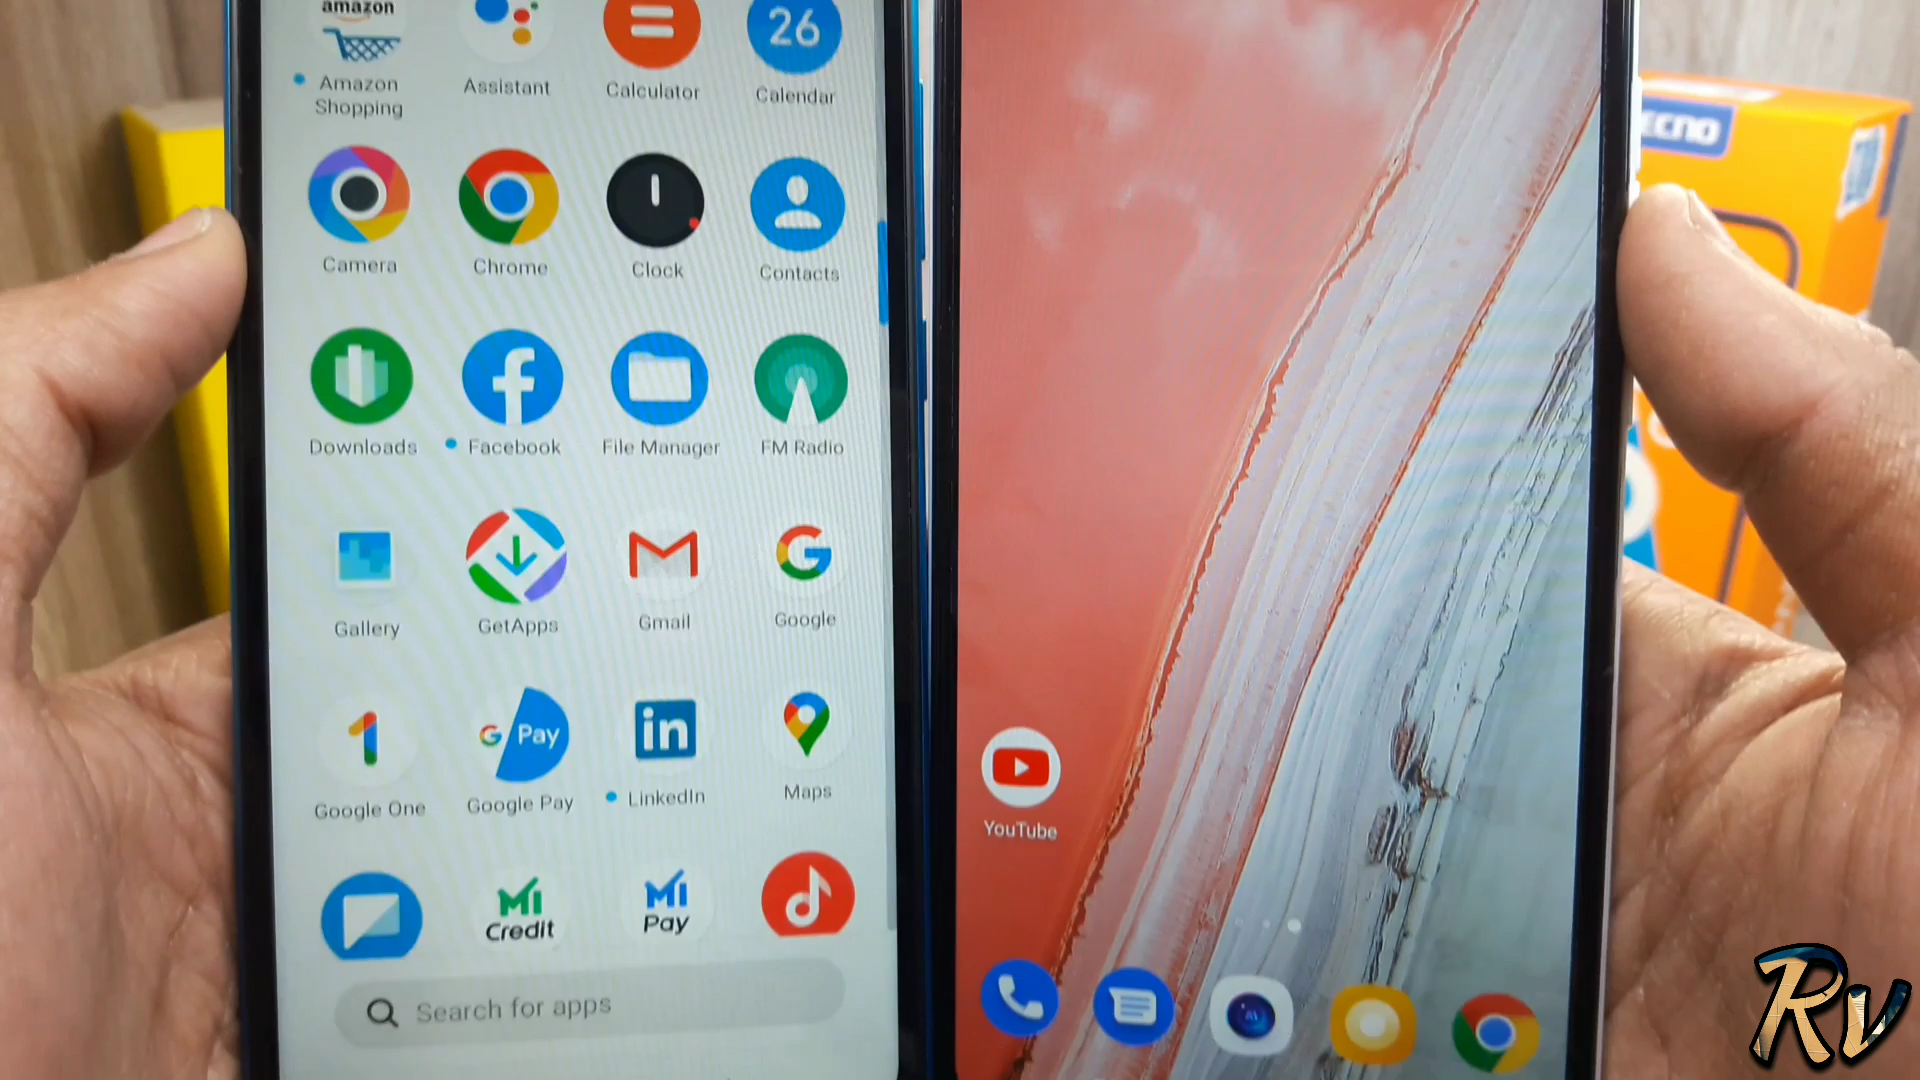 amazon
26
Amazon
Shopping
Assistant
Calculator
Calendar
Camera
Chrome
Clock
Contacts
Downloads
Facebook
File Manager
FM Radio
Gallery
GetApps
Gmail
Google
G Pay
in
Google One
Google Pay
LinkedIn
Maps
Mi
Credit
Mi
Pay
Search for apps
YouTube
ECNO
Rv